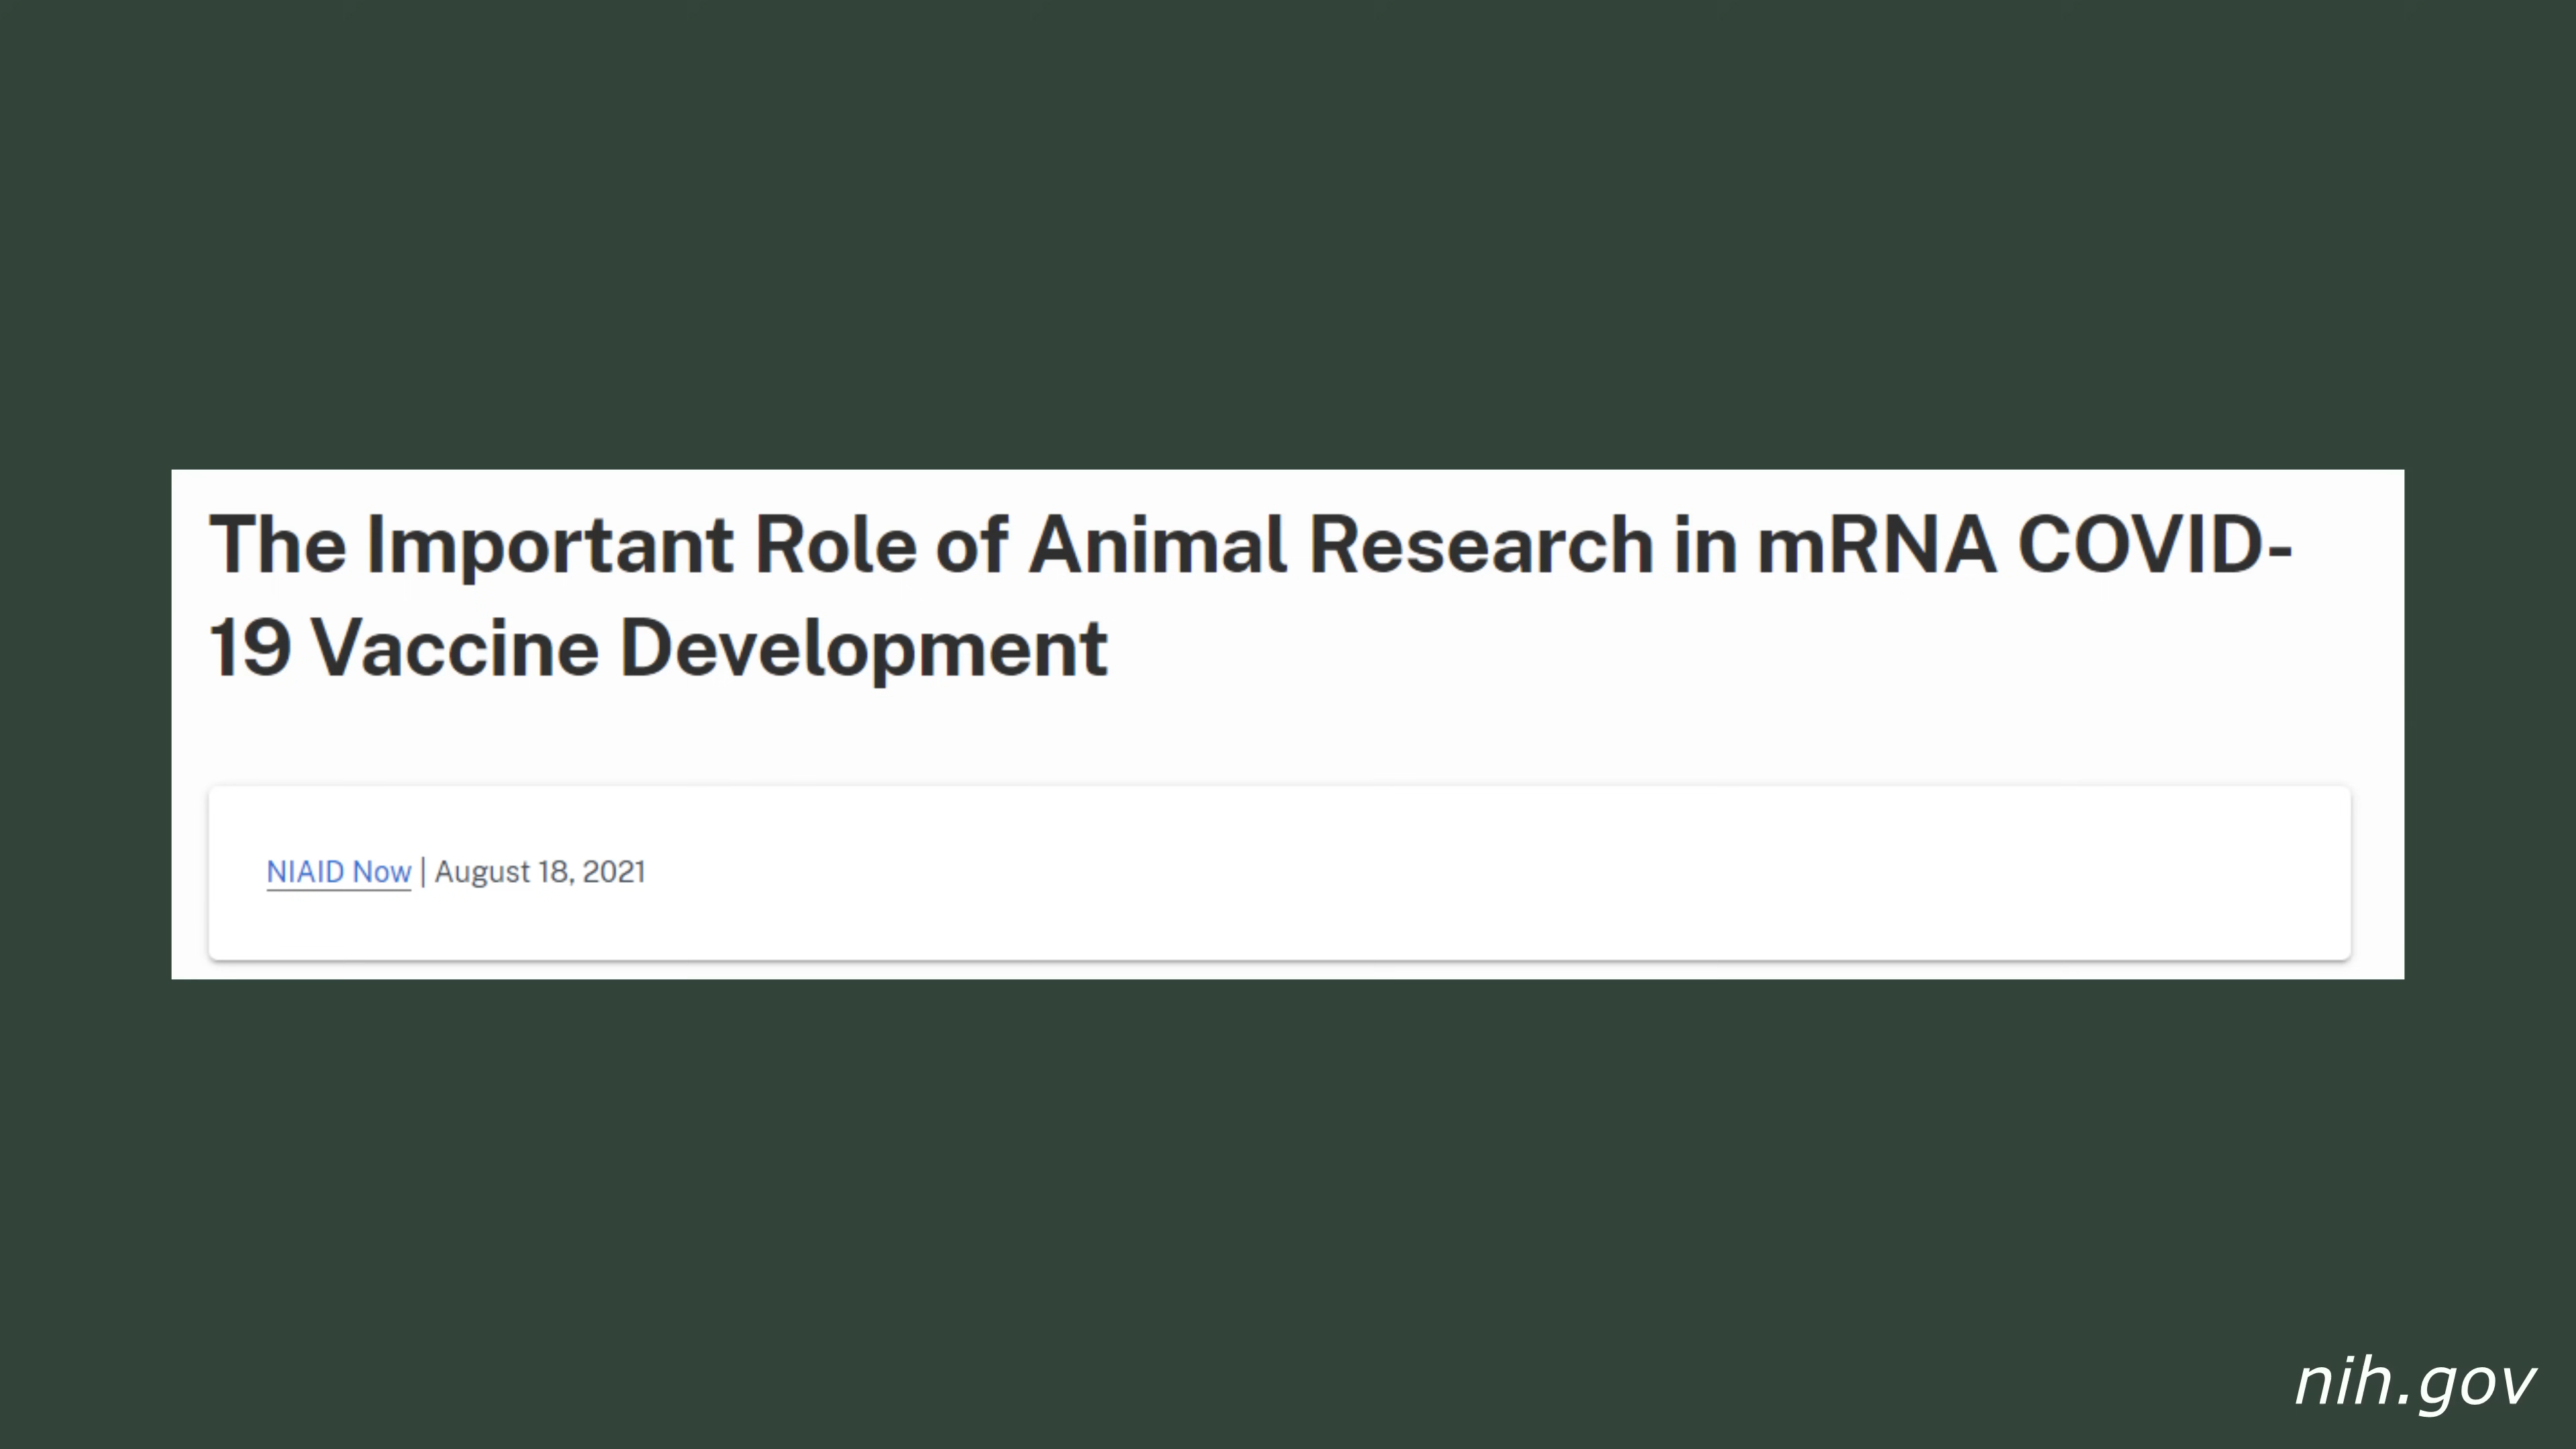 The Important Role of Animal Research in mRNA COVID-
19 Vaccine Development
NIAID Now | August 18, 2021
nih.gov